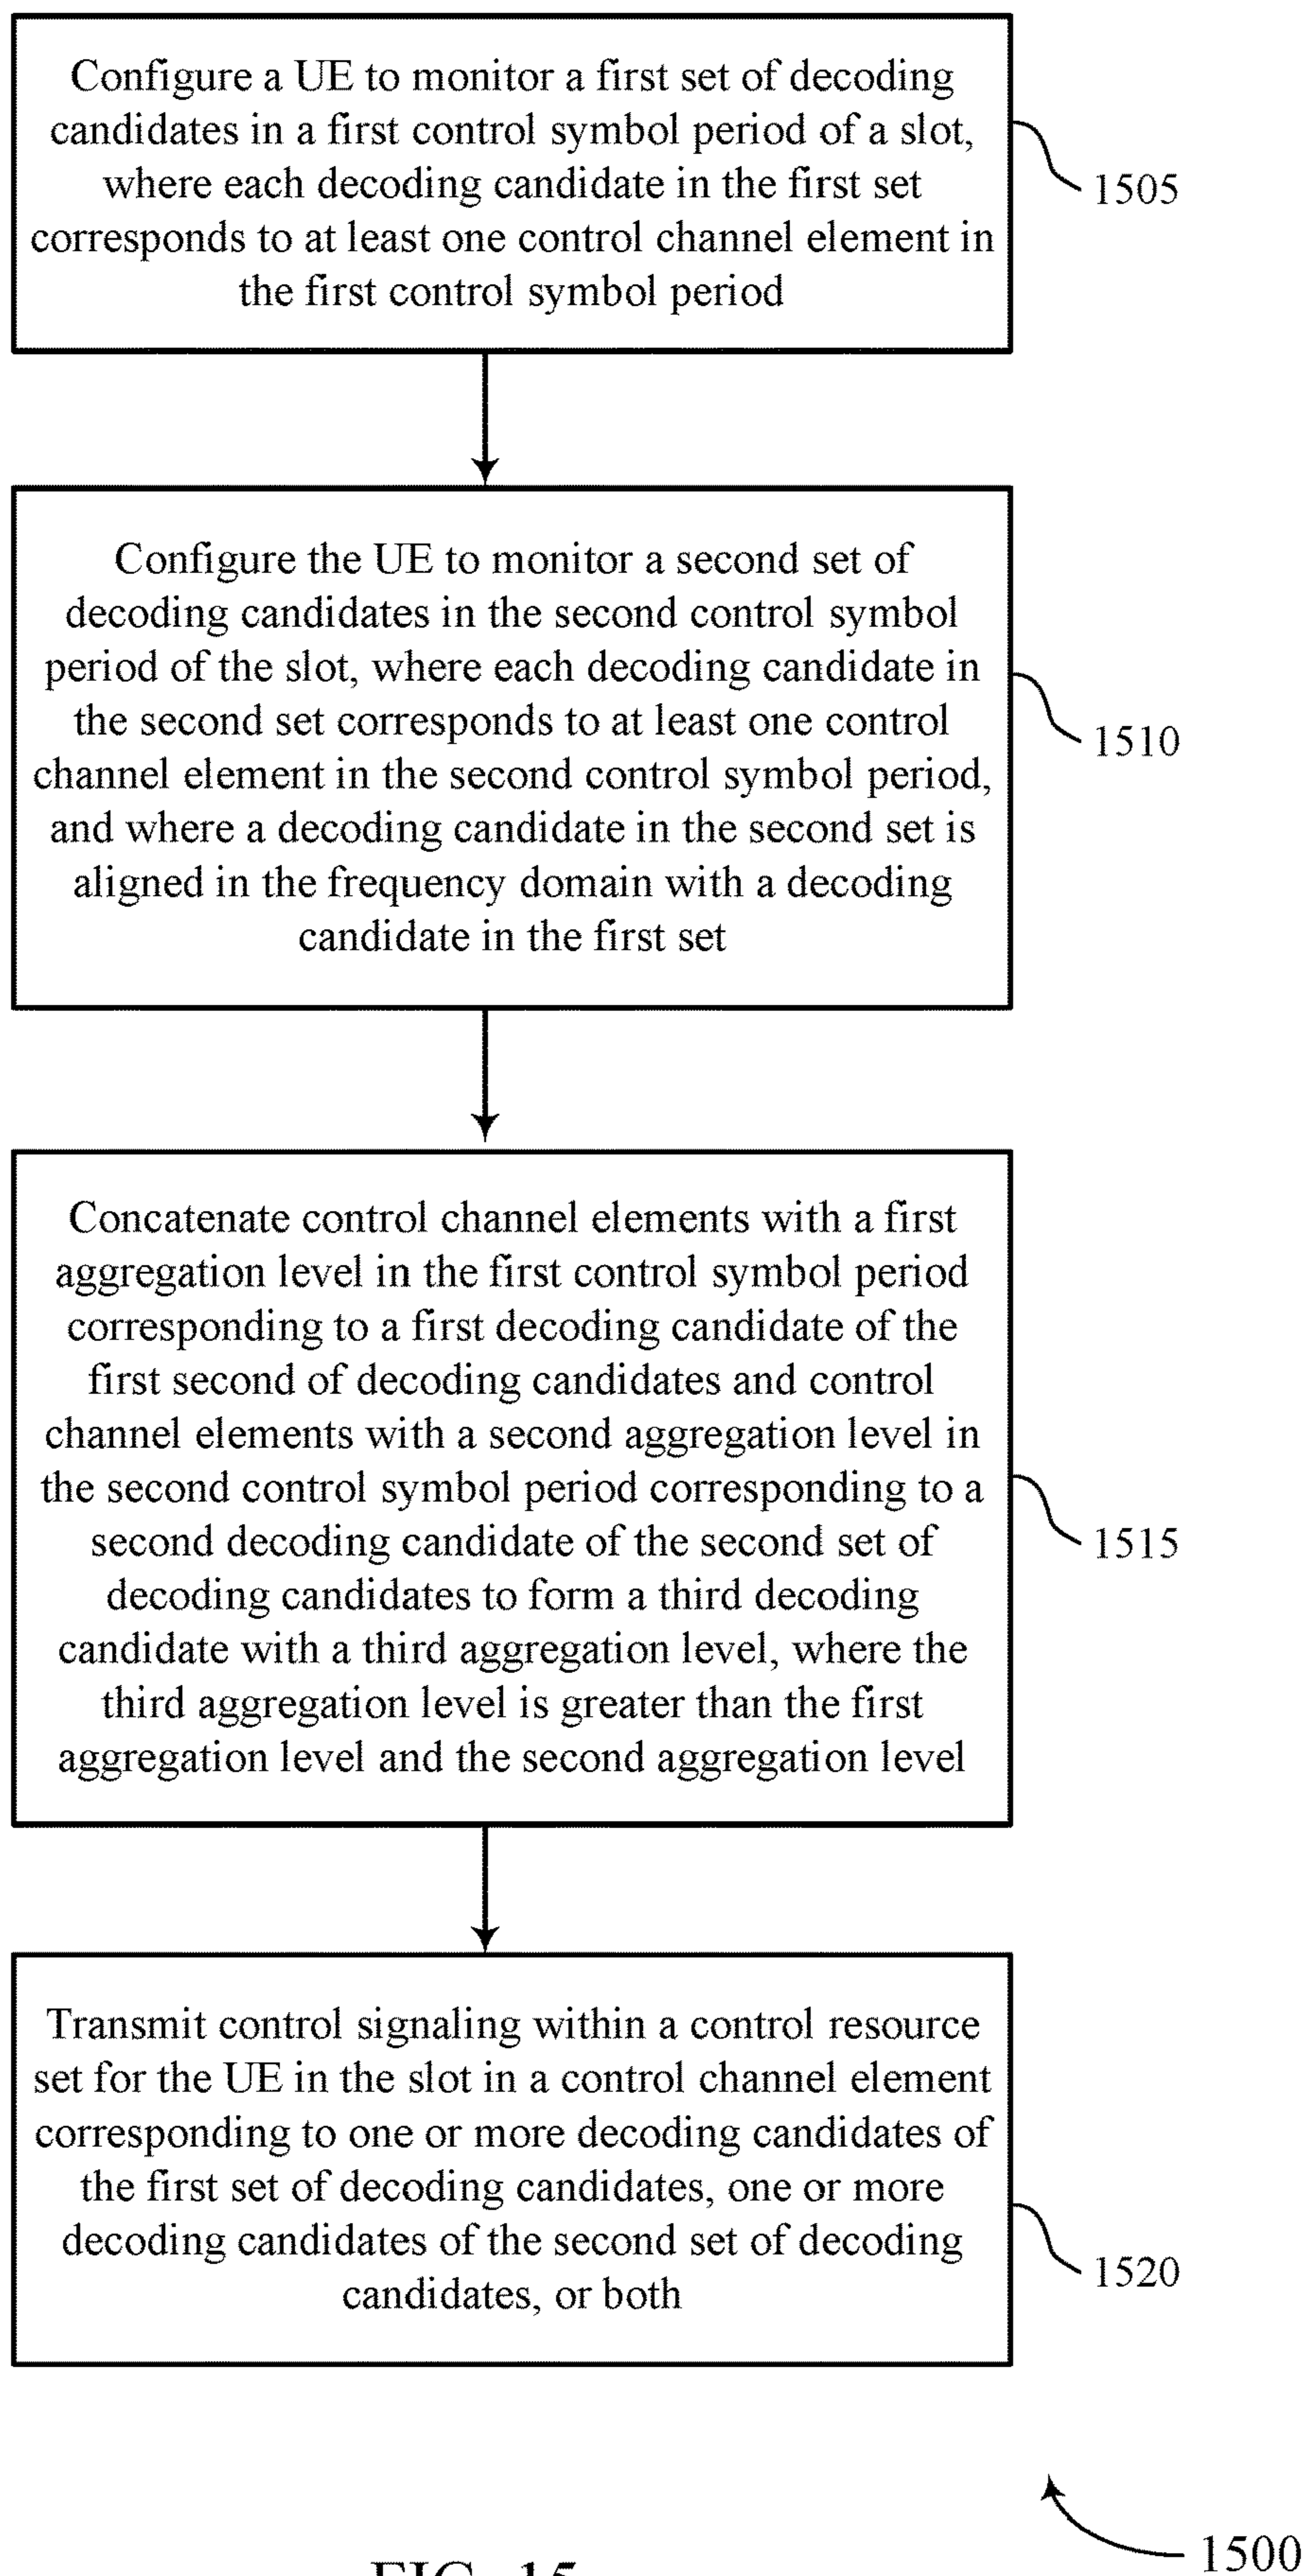 Configure a UE to monitor a first set of decoding
candidates in a first control symbol period of a slot,
where each decoding candidate in the first set
corresponds to at least one control channel element in
the first control symbol period
1505
Configure the UE to monitor a second set of
decoding candidates in the second control symbol
period of the slot, where each decoding candidate in
the second set corresponds to at least one control
channel element in the second control symbol period,
and where a decoding candidate in the second set is
aligned in the frequency domain with a decoding
candidate in the first set
1510
Concatenate control channel elements with a first
aggregation level in the first control symbol period
corresponding to a first decoding candidate of the
first second of decoding candidates and control
channel elements with a second aggregation level in
the second control symbol period corresponding to a
second decoding candidate of the second set of
decoding candidates to form a third decoding
candidate with a third aggregation level, where the
third aggregation level is greater than the first
aggregation level and the second aggregation level
1515
Transmit control signaling within a control resource
set for the UE in the slot in a control channel element
corresponding to one or more decoding candidates of
the first set of decoding candidates, one or more
decoding candidates of the second set of decoding
candidates, or both
1520
1500
FIG. 15